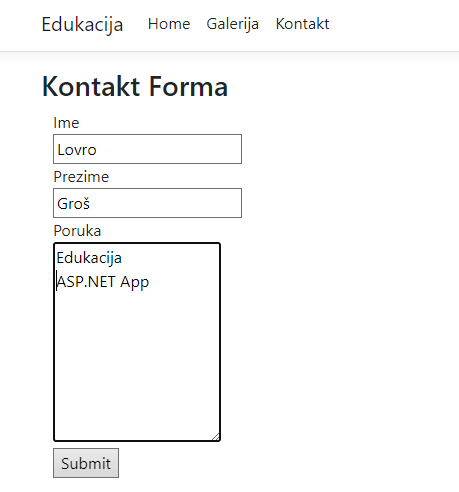 Edukacija Home Galerija Kontakt
Kontakt Forma
Ime
Lovro
Prezime
Groš
Poruka
Edukacija
ASP.NET App
Submit